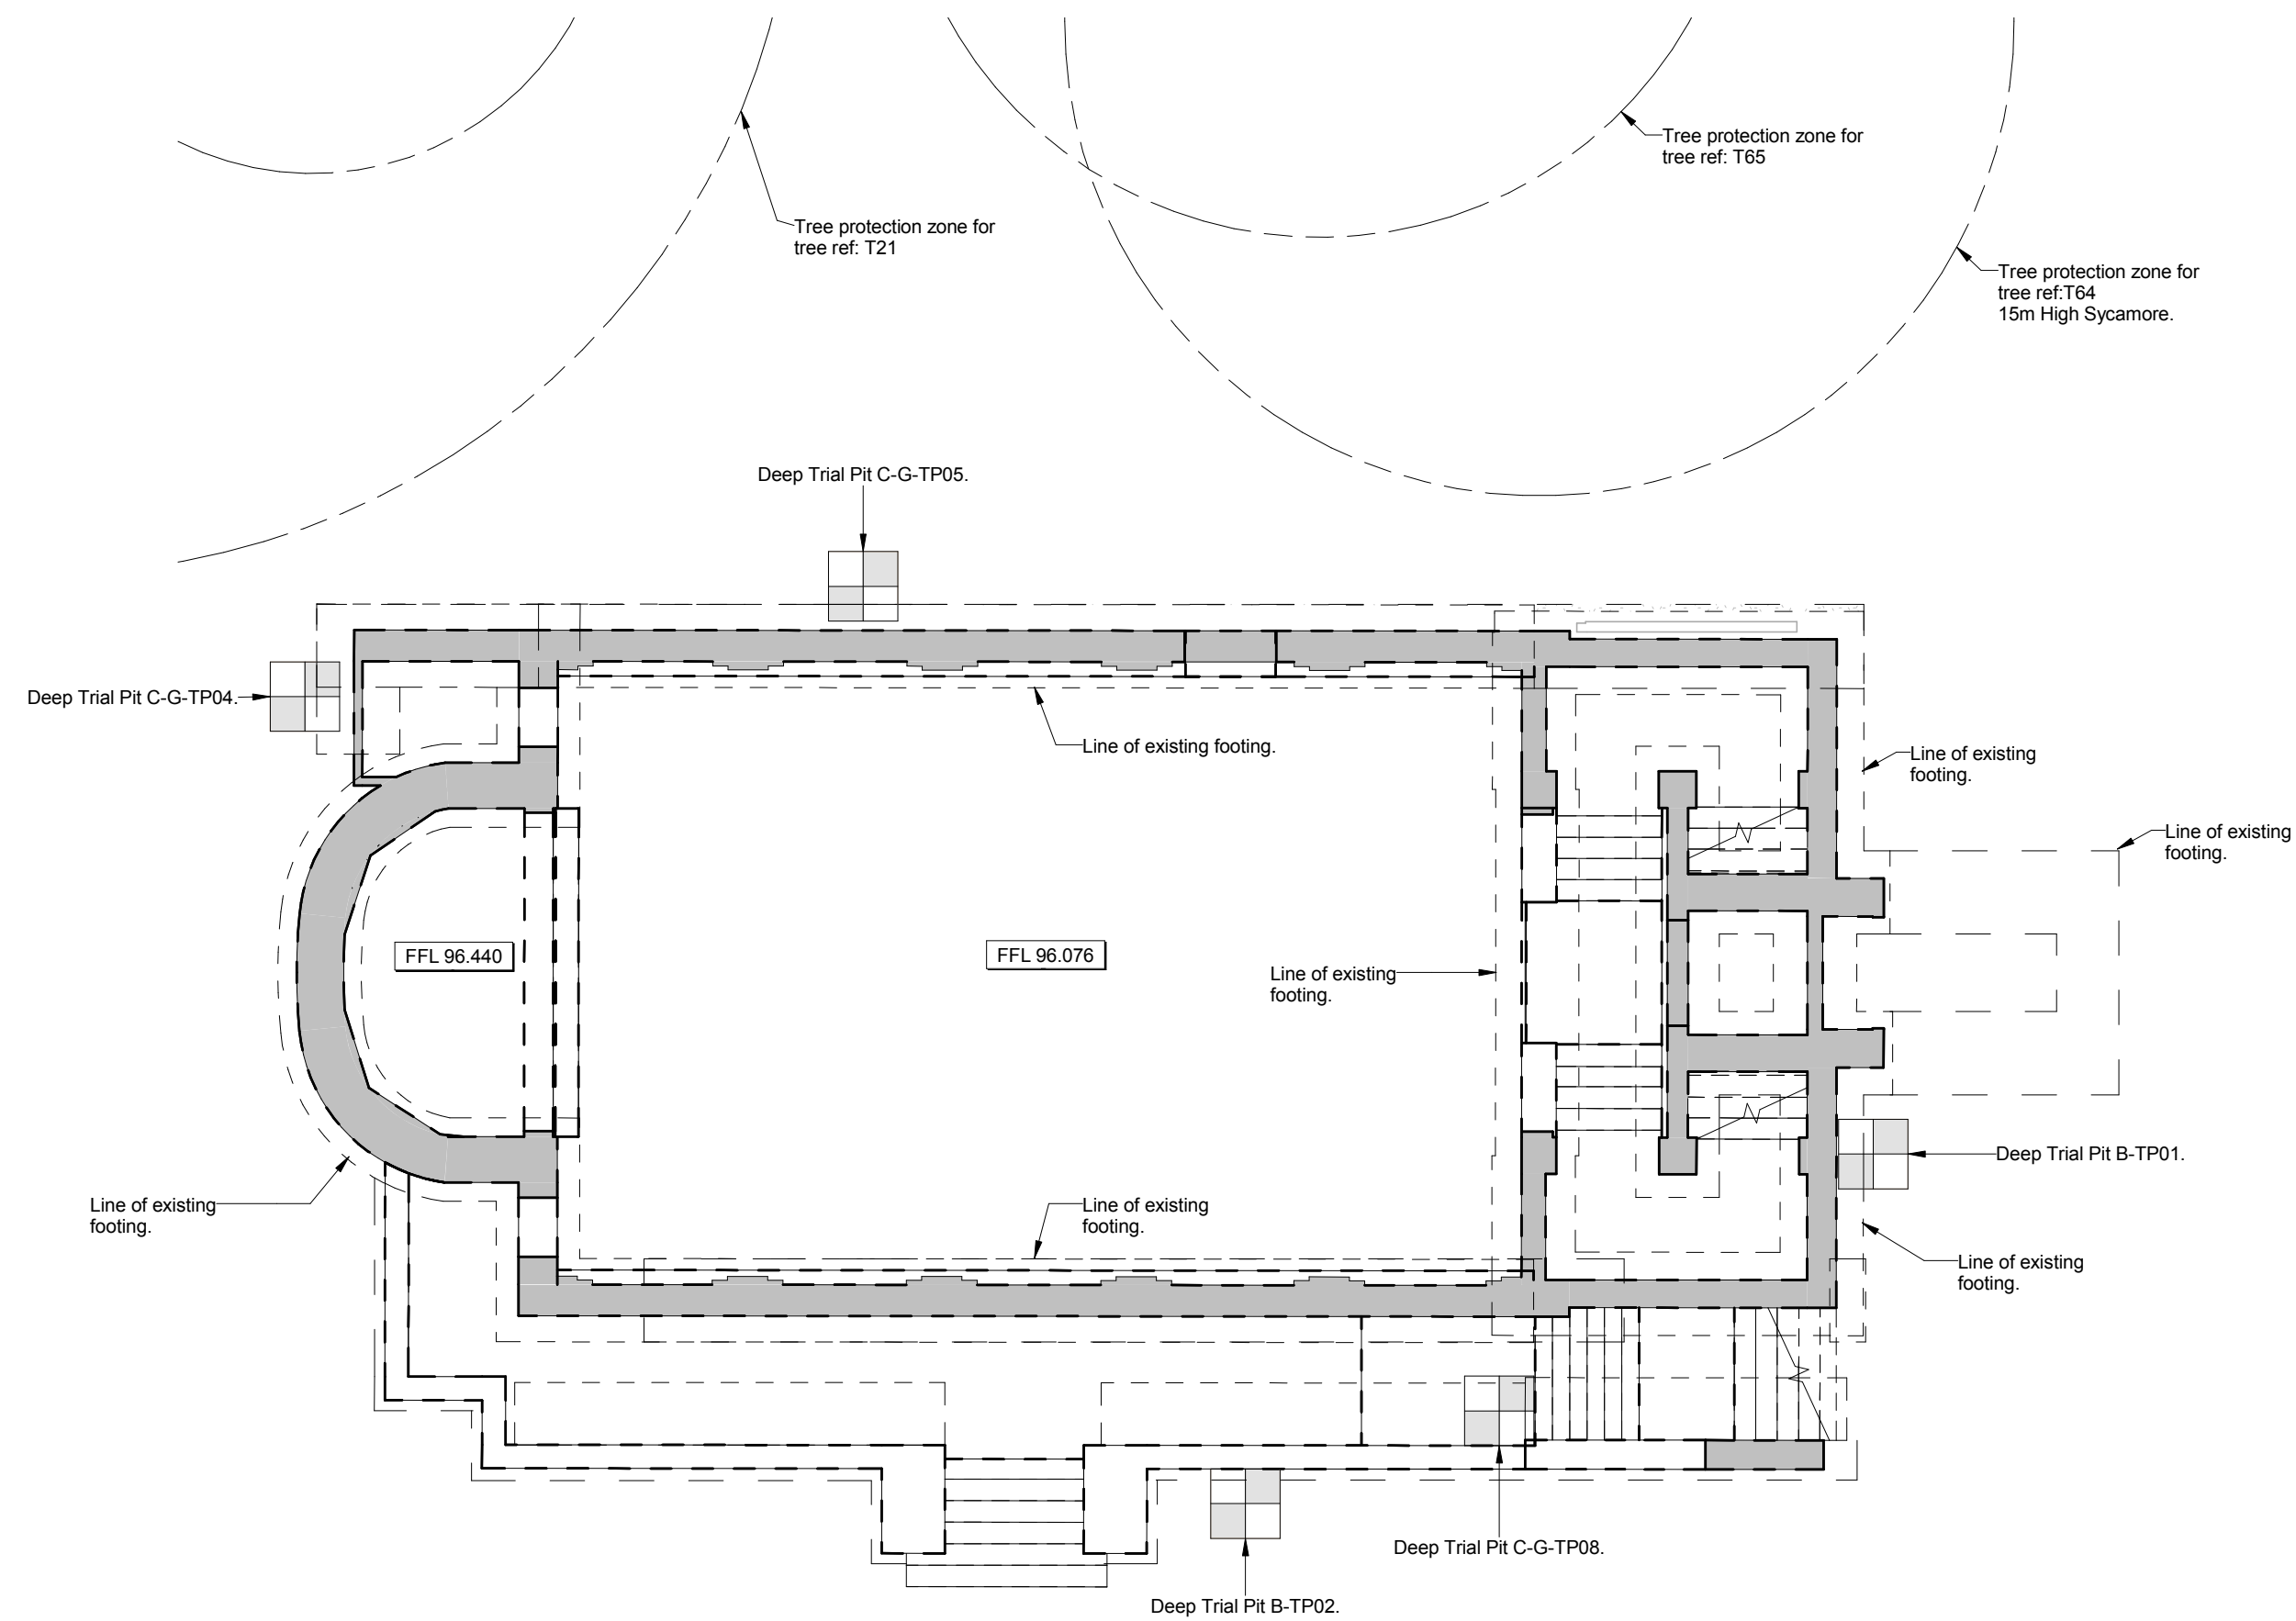 Tree protection zone for
tree ref: T65
Tree protection zone for
tree ref: T21
Tree protection zone for
tree ref:T64
15m High Sycamore.
Deep Trial Pit C-G-TP05.
Deep Trial Pit C-G-TP04.
Line of existing footing.
Line of existing
footing.
Line of existing
footing.
FFL 96.440
FFL 96.076
Line of existing
footing.
Deep Trial Pit B-TP01.
Line of existing
footing.
Line of existing
footing.
Line of existing
footing.
Deep Trial Pit C-G-TP08.
Deep Trial Pit B-TP02.